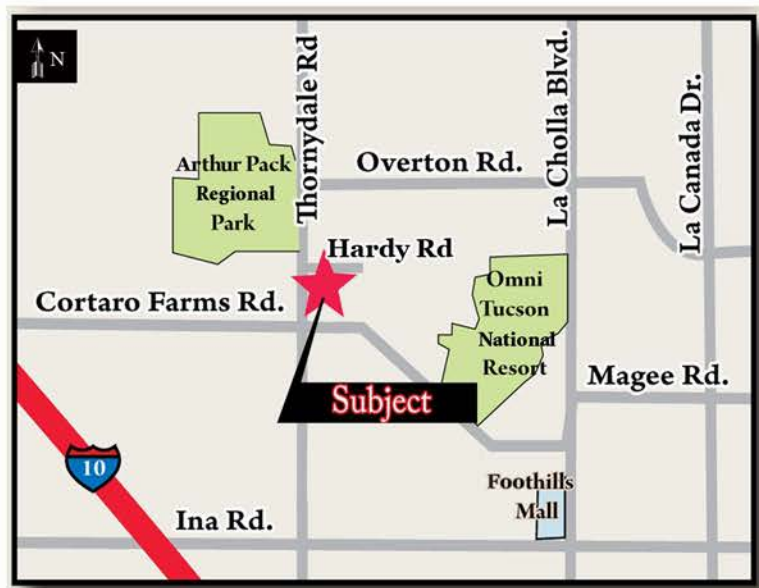 N
Thornydale Rd
La Cholla Blvd.
La Canada Dr.
Arthur Pack
Regional
Park
Overton Rd.
Hardy Rd
Omni
Tucson
National
Resort
Cortaro Farms Rd.
Magee Rd.
Subject
10
Foothills
Mall
Ina Rd.